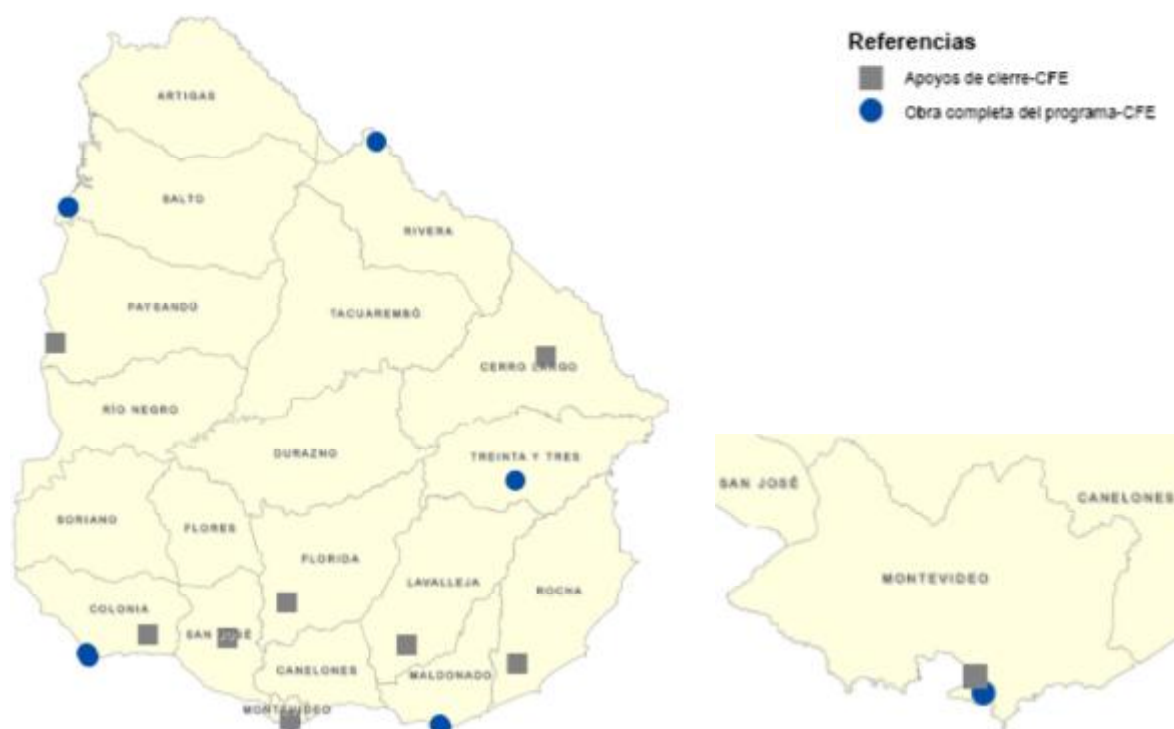 Referencias
Apoyos de cierre-CFE
Obra completa del programa-CFE
ARTIGAS
SALTO
RIVERA
PAYSANDÚ
TACUAREMBÓ
CERRO LARGO
RÍO NEGRO
DURAZNO
TREINTA Y TRES
SORIANO
FLORES
FLORIDA
LAVALLEJA
ROCHA
COLONIA
SAN JOSÉ
CANELONES
MALDONADO
MONTEVIDEO
SAN JOSÉ
CANELONES
MONTEVIDEO